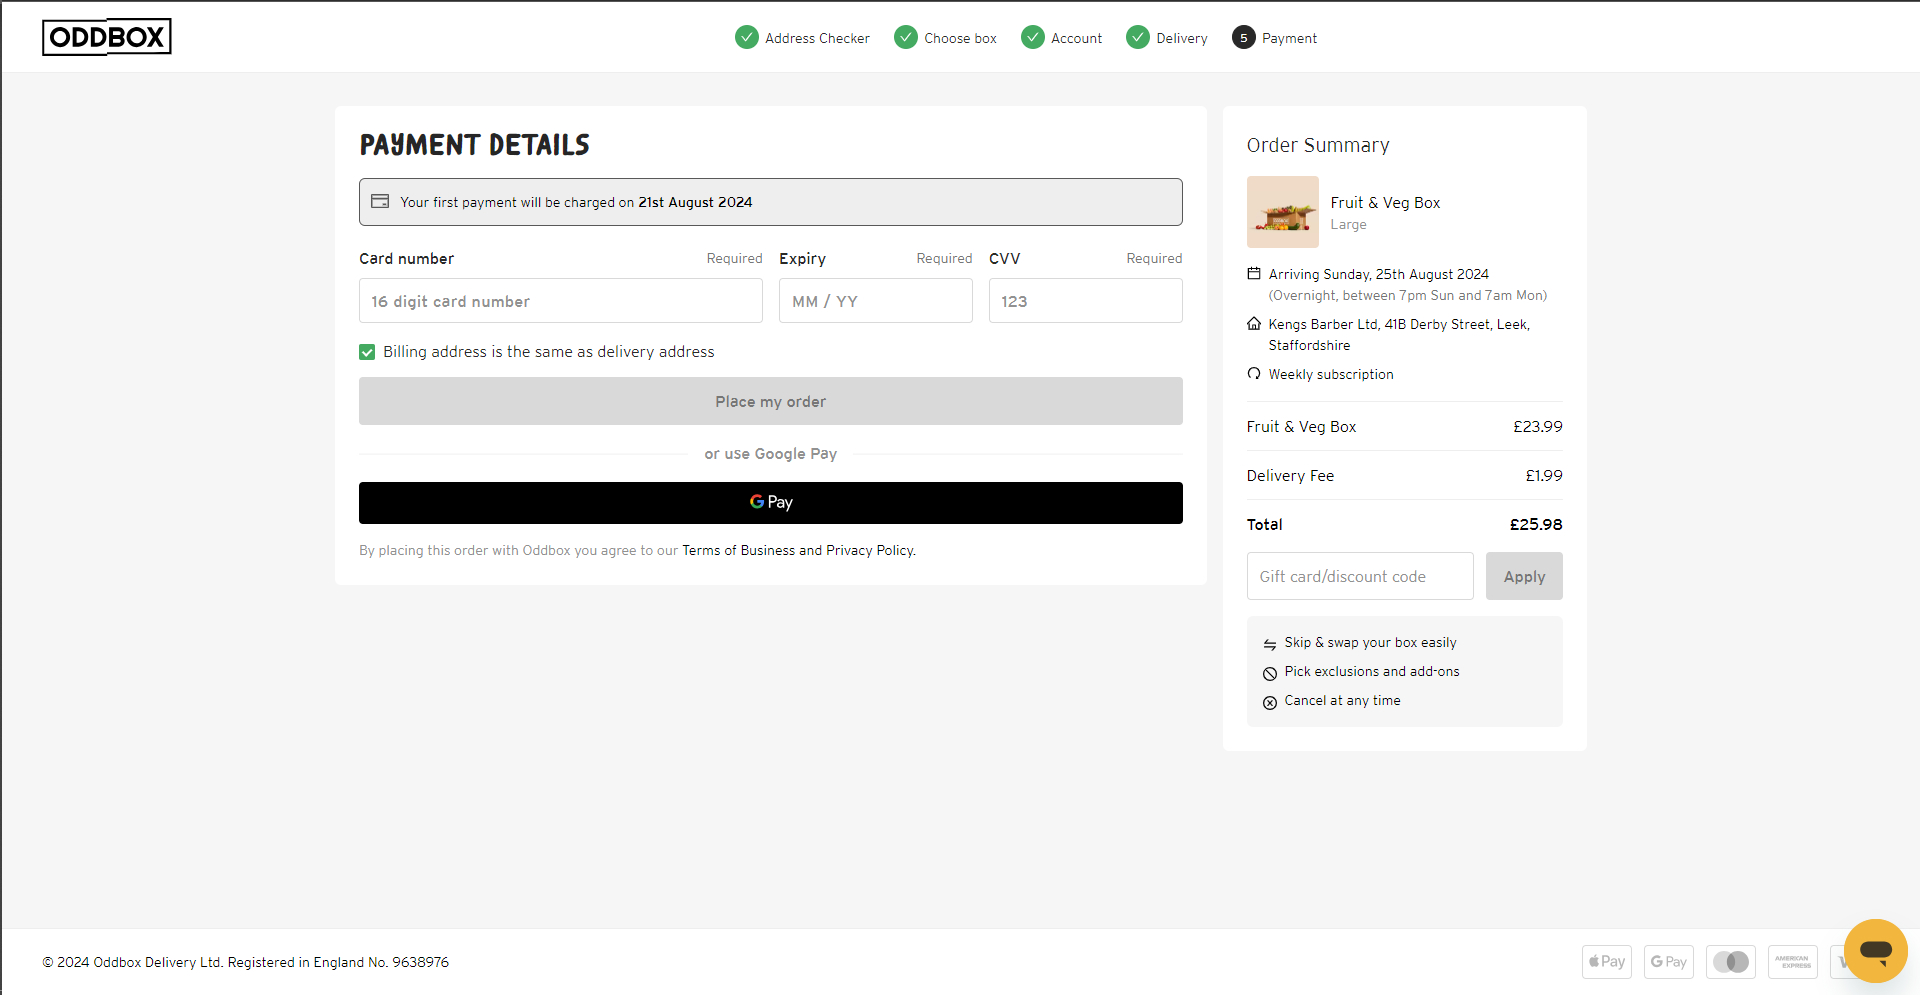 ODDBOX
Address Checker
Choose box
Account
Delivery
5 Payment
PAYMENT DETAILS
Your first payment will be charged on 21st August 2024
Card number Required
16 digit card number
Expiry Required
MM / YY
CVV Required
123
Billing address is the same as delivery address
Place my order
or use Google Pay
G Pay
By placing this order with Oddbox you agree to our Terms of Business and Privacy Policy.
Order Summary
Fruit & Veg Box
Large
Arriving Sunday, 25th August 2024
(Overnight, between 7pm Sun and 7am Mon)
Kengs Barber Ltd, 41B Derby Street, Leek,
Staffordshire
Weekly subscription
Fruit & Veg Box £23.99
Delivery Fee £1.99
Total £25.98
Gift card/discount code
Apply
Skip & swap your box easily
Pick exclusions and add-ons
Cancel at any time
© 2024 Oddbox Delivery Ltd. Registered in England No. 9638976
Pay
G Pay
AMERICAN
EXPRESS